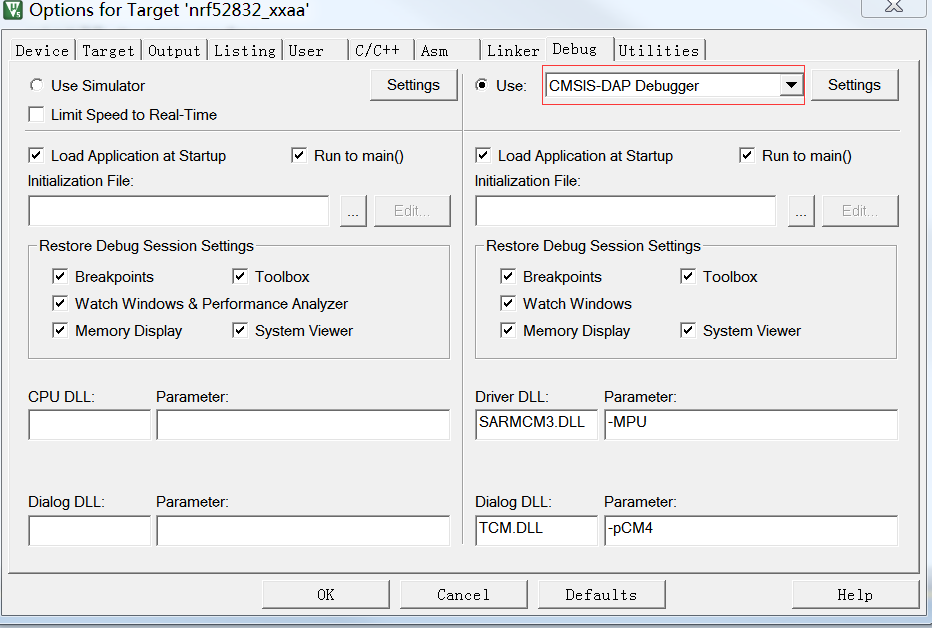 Options for Target 'nrf52832_xxaa'
Device Target Output Listing User C/C++ Asm Linker Debug Utilities
Use Simulator Settings Use: CMSIS-DAP Debugger Settings
Limit Speed to Real-Time
Load Application at Startup Run to main() Load Application at Startup Run to main()
Initialization File: Initialization File:
... Edit... ... Edit...
Restore Debug Session Settings Restore Debug Session Settings
Breakpoints Toolbox Breakpoints Toolbox
Watch Windows & Performance Analyzer Watch Windows
Memory Display System Viewer Memory Display System Viewer
CPU DLL: Parameter: Driver DLL: Parameter:
SARMCM3.DLL -MPU
Dialog DLL: Parameter: Dialog DLL: Parameter:
TCM.DLL -pCM4
OK Cancel Defaults Help